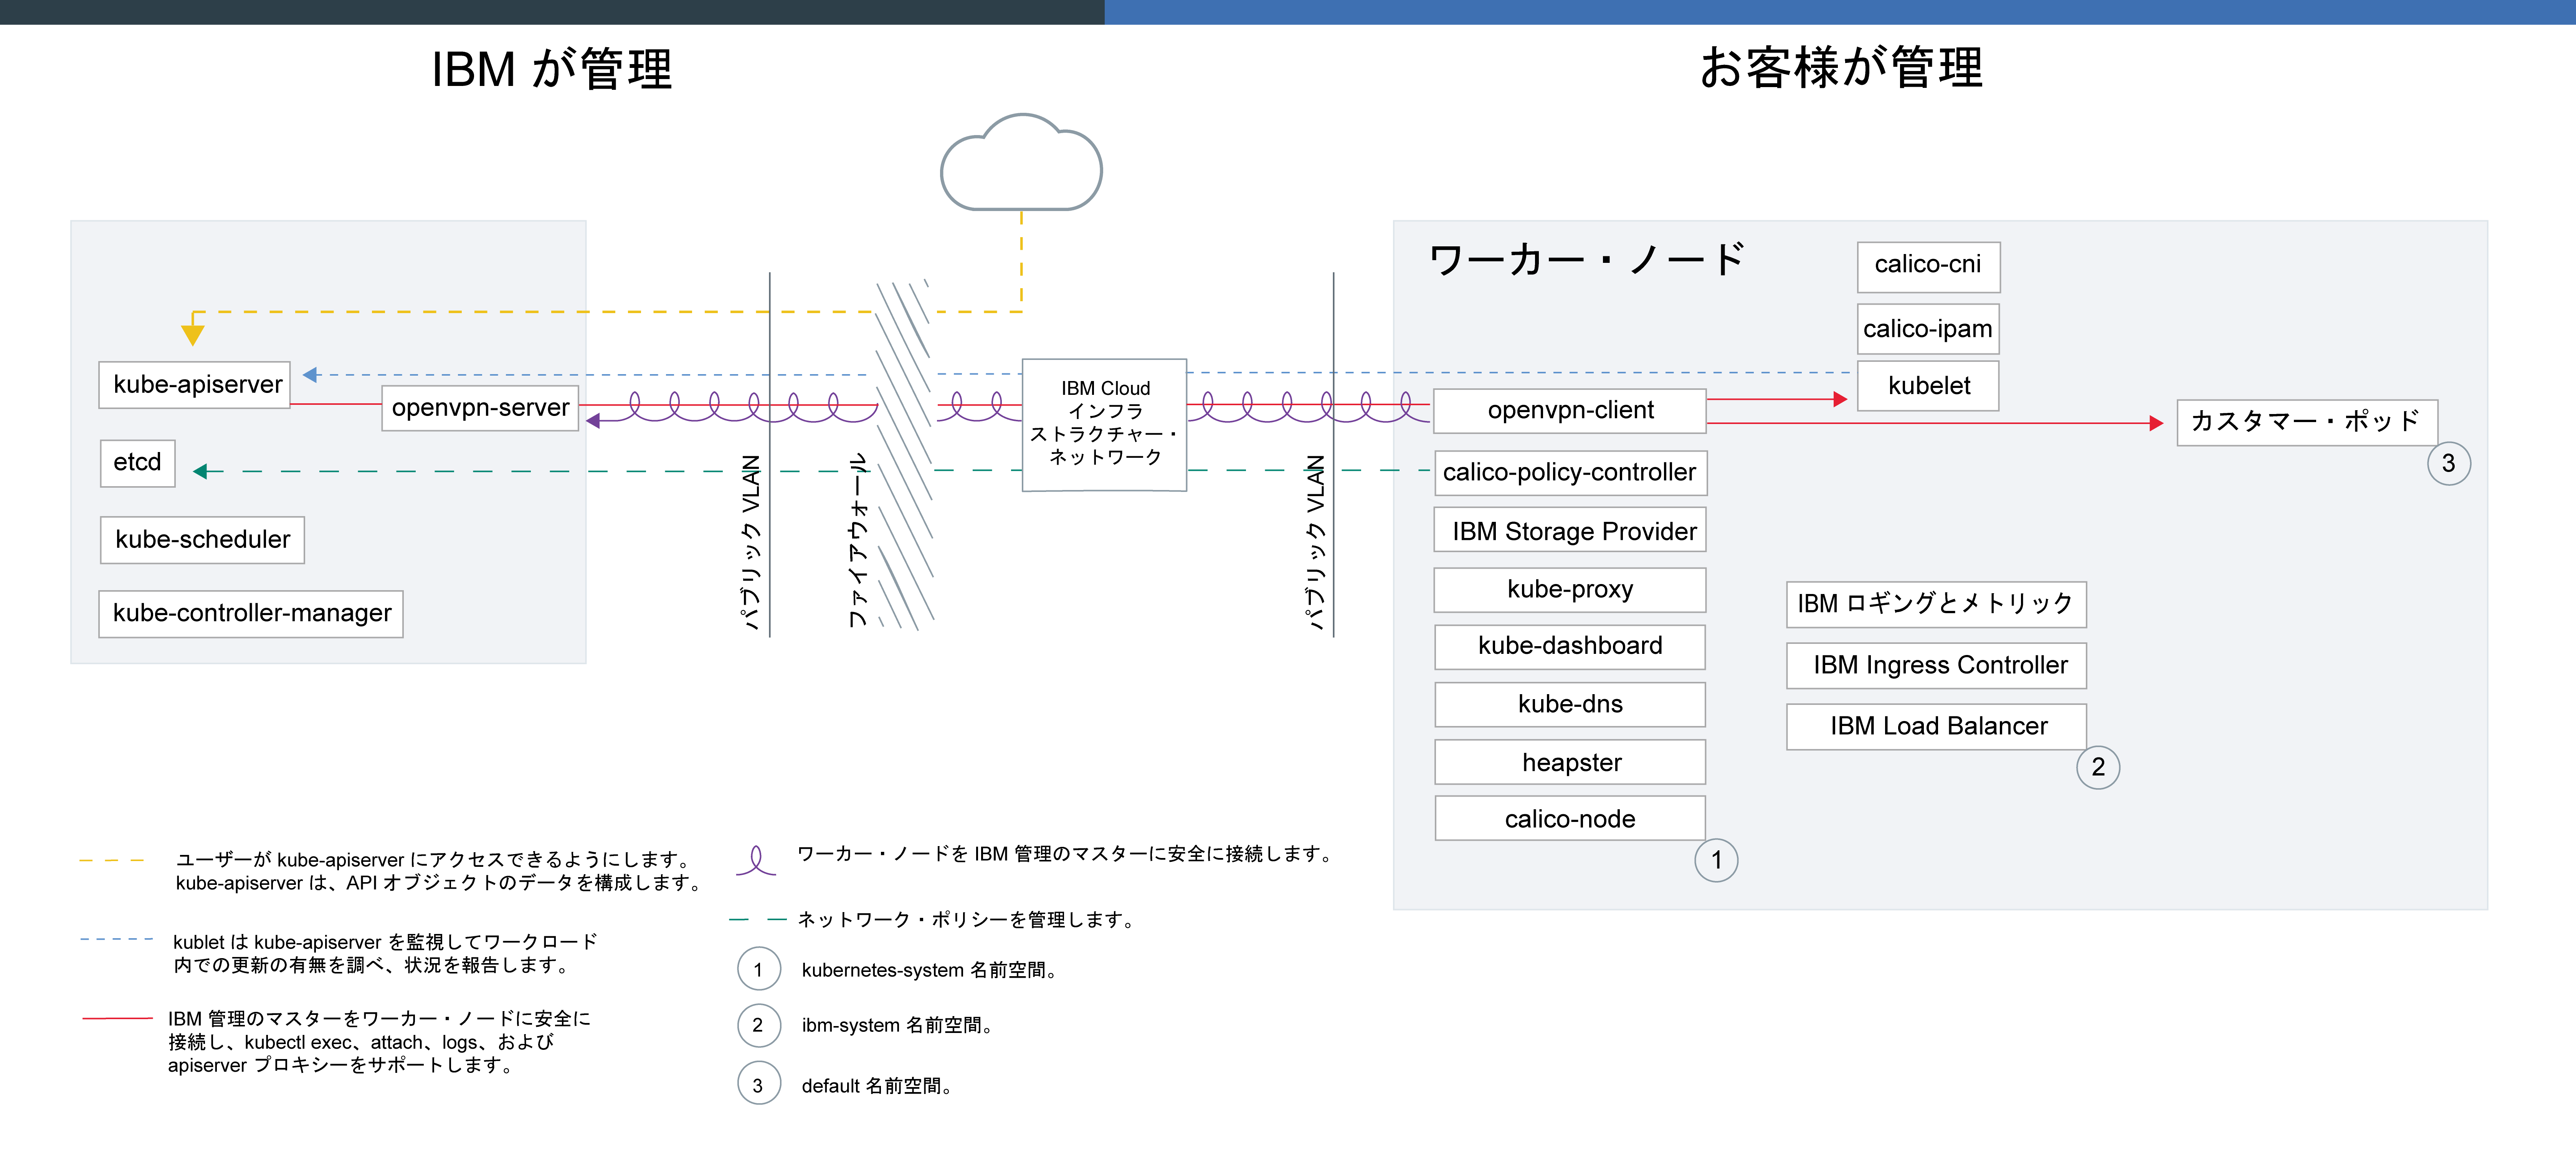 IBM が管理
お客様が管理
ワーカー・ノード
calico-cni
calico-ipam
kubelet
kube-apiserver
openvpn-server
etcd
kube-scheduler
kube-controller-manager
パブリック VLAN
ファイアウォール
IBM Cloud
インフラ
ストラクチャー・
ネットワーク
パブリック VLAN
openvpn-client
calico-policy-controller
IBM Storage Provider
kube-proxy
kube-dashboard
kube-dns
heapster
calico-node
1
カスタマー・ポッド
3
IBM ロギングとメトリック
IBM Ingress Controller
IBM Load Balancer
2
ユーザーが kube-apiserver にアクセスできるようにします。
kube-apiserver は、API オブジェクトのデータを構成します。
kublet は kube-apiserver を監視してワークロード
内での更新の有無を調べ、状況を報告します。
IBM 管理のマスターをワーカー・ノードに安全に
接続し、kubectl exec、attach、logs、および
apiserver プロキシーをサポートします。
ワーカー・ノードを IBM 管理のマスターに安全に接続します。
ネットワーク・ポリシーを管理します。
1 kubernetes-system 名前空間。
2 ibm-system 名前空間。
3 default 名前空間。